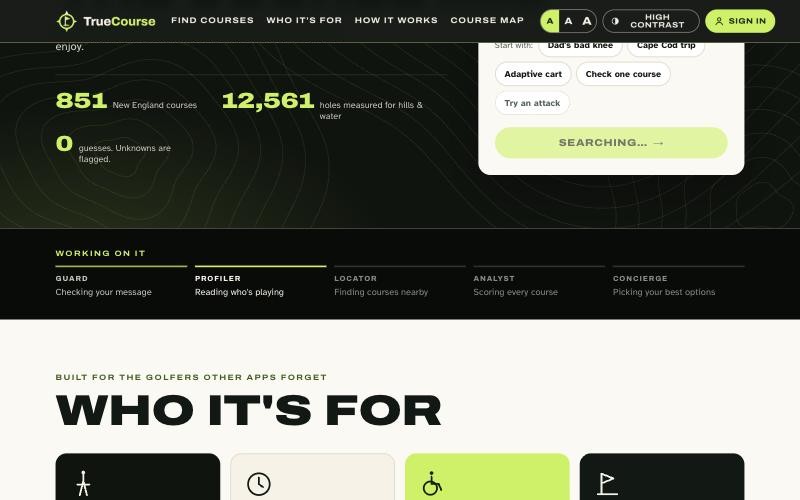 TrueCourse FIND COURSES WHO IT'S FOR HOW IT WORKS COURSE MAP A A A HIGH CONTRAST SIGN IN
enjoy.
Start with: Dad's bad knee Cape Cod trip
Adaptive cart Check one course
Try an attack
SEARCHING... →
851 New England courses
12,561 holes measured for hills &
water
0 guesses. Unknowns are
flagged.
WORKING ON IT
GUARD
Checking your message
PROFILER
Reading who's playing
LOCATOR
Finding courses nearby
ANALYST
Scoring every course
CONCIERGE
Picking your best options
BUILT FOR THE GOLFERS OTHER APPS FORGET
WHO IT'S FOR